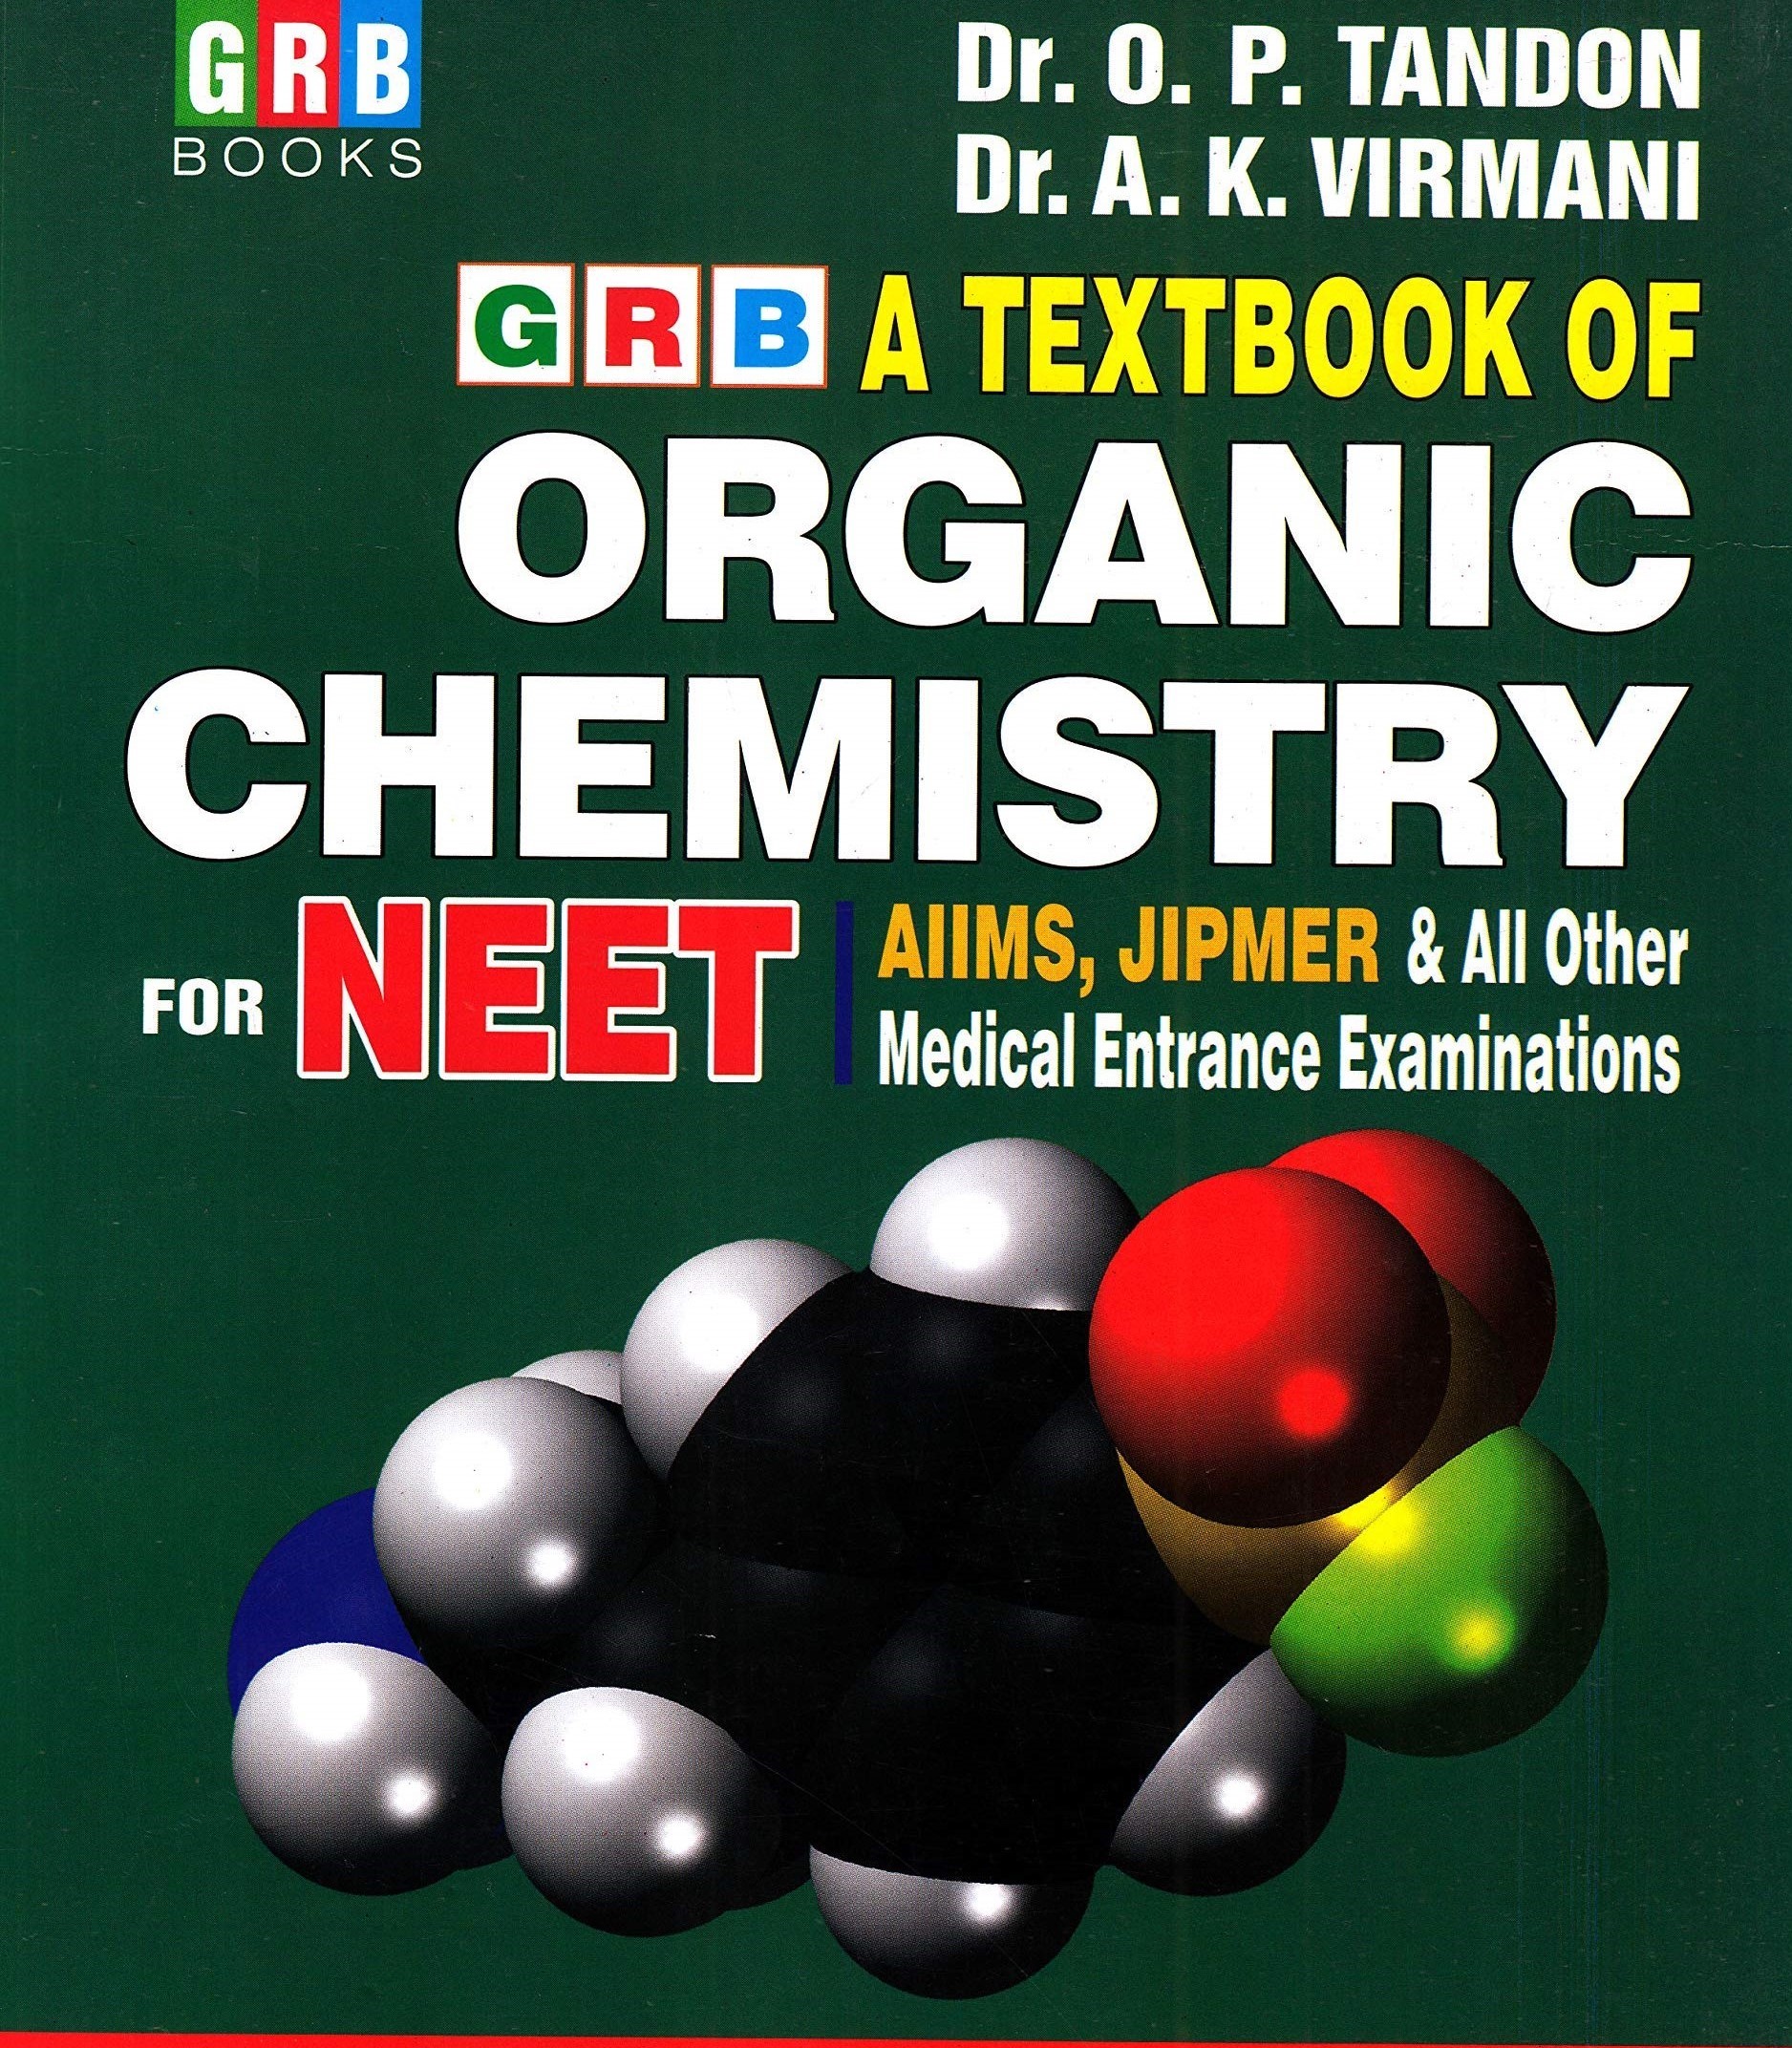 GRB
BOOKS
Dr. O. P. TANDON
Dr. A. K. VIRMANI
GRB A TEXTBOOK OF
ORGANIC
CHEMISTRY
FOR NEET
AIIMS, JIPMER & All Other
Medical Entrance Examinations